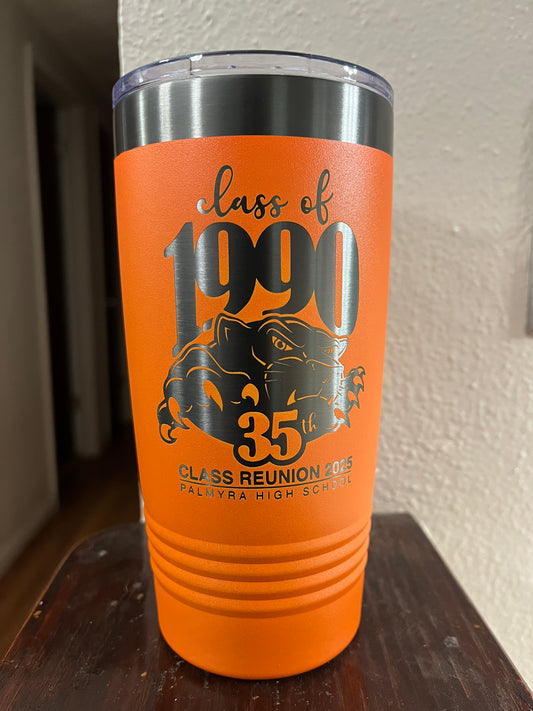 class of
1990
35th
CLASS REUNION 2025
PALMYRA HIGH SCHOOL